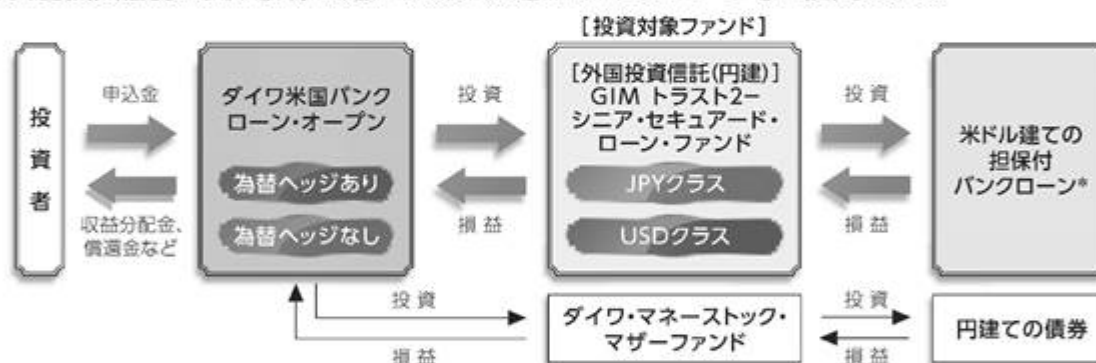 [投資対象ファンド]
投資者
申込金
収益分配金、
償還金など
ダイワ米国バンク
ローン・オープン
為替ヘッジあり
為替ヘッジなし
投資
損益
[外国投資信託(円建)]
GIM トラスト2−
シニア・セキュアード・
ローン・ファンド
JPYクラス
USDクラス
投資
損益
米ドル建ての
担保付
バンクローン*
投資
損益
ダイワ・マネーストック・
マザーファンド
投資
損益
円建ての債券